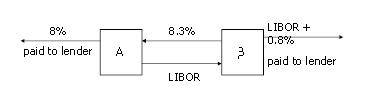 8%
paid to lender
A
8.3%
LIBOR
β
LIBOR +
0.8%
paid to lender